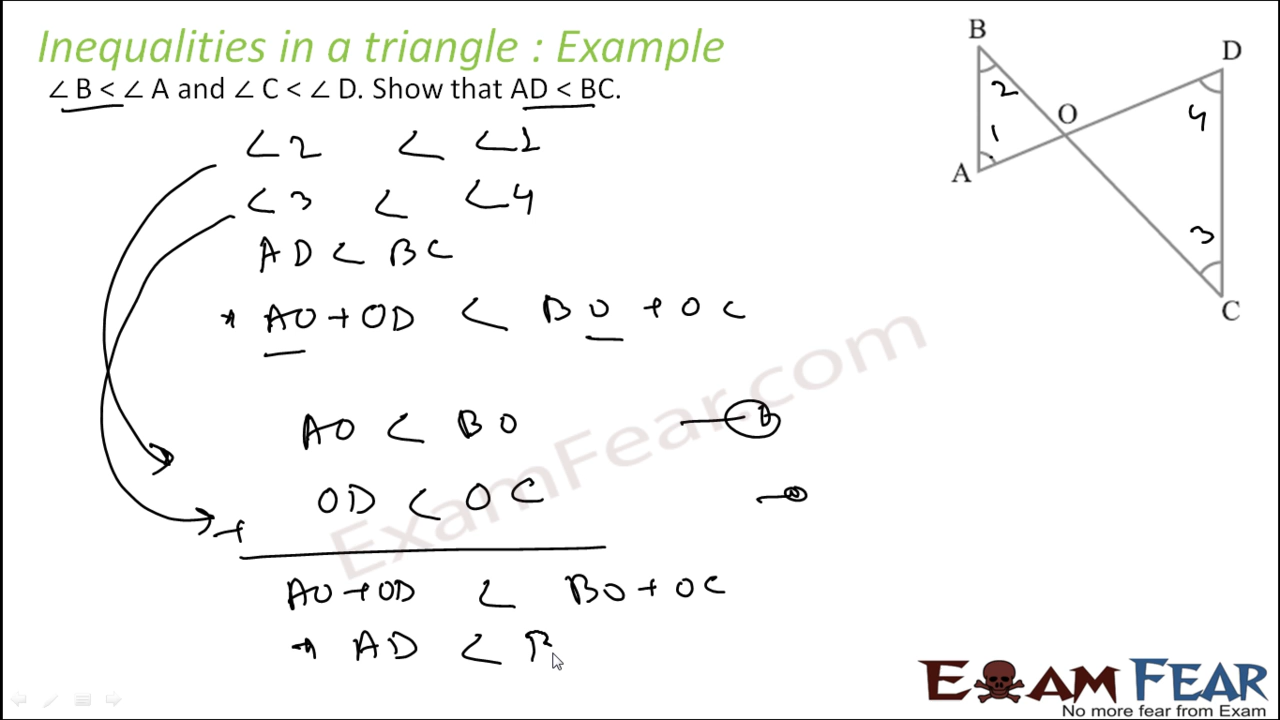 Inequalities in a triangle : Example
∠ B < ∠ A and ∠ C < ∠ D. Show that AD < BC.
∠2 < ∠1
∠3 < ∠4
AD < BC
→ AO + OD < BO + OC
AO < BO
OD < OC
+
AO + OD < BO + OC
→ AD < B
B
D
2
O
4
1
A
3
C
ExamFear.com
EXAM FEAR
No more fear from Exam